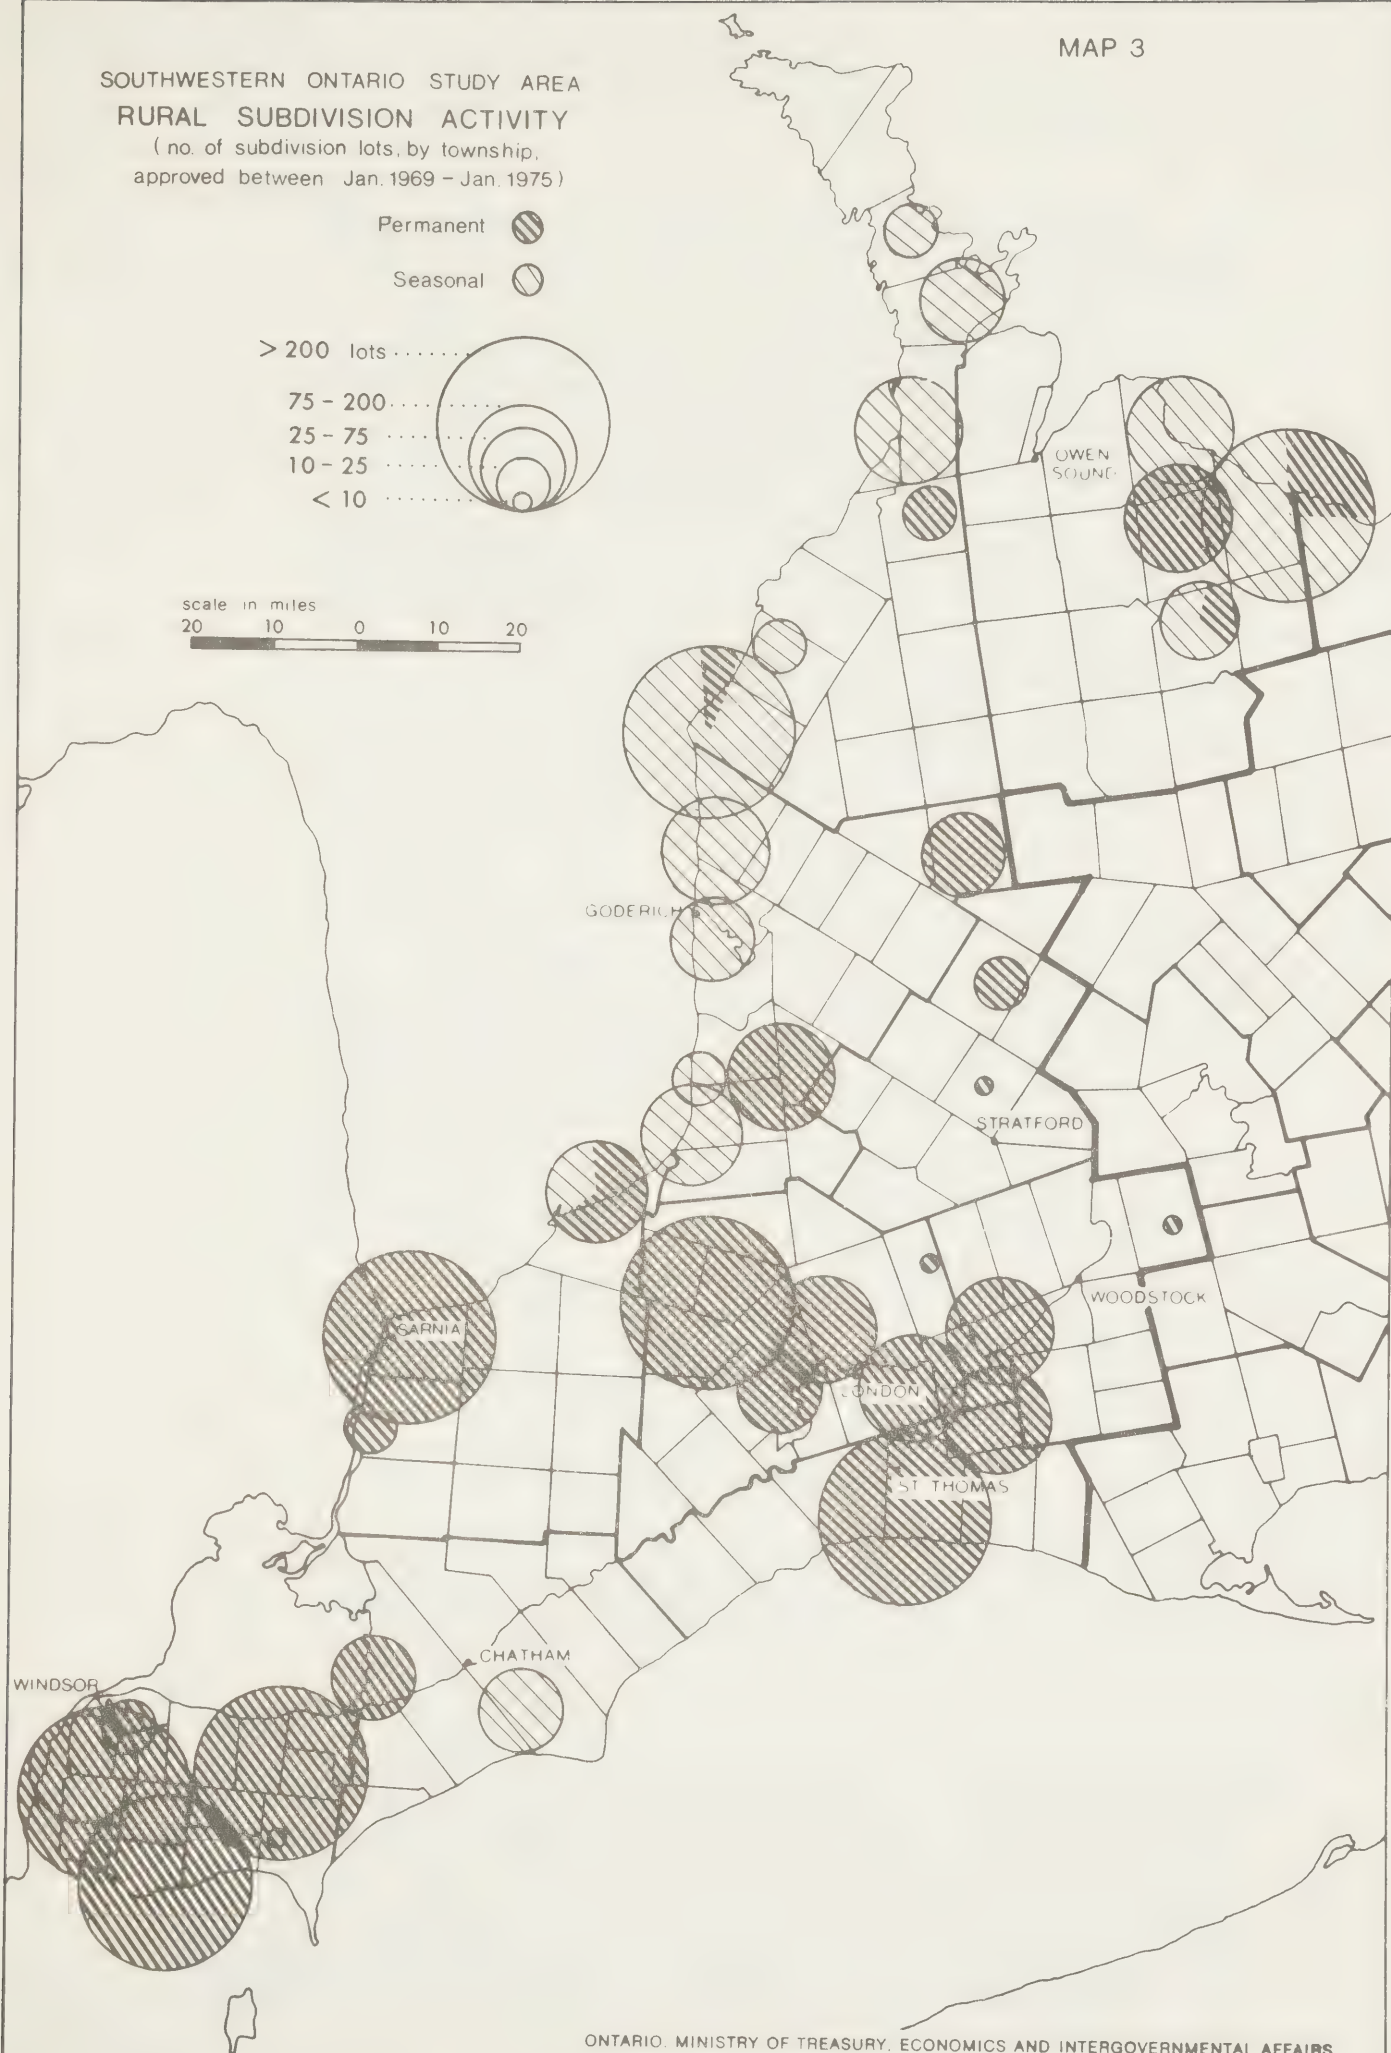 MAP 3
SOUTHWESTERN ONTARIO STUDY AREA
RURAL SUBDIVISION ACTIVITY
( no. of subdivision lots, by township,
approved between Jan. 1969 – Jan. 1975 )
Permanent
Seasonal
> 200 lots
75 – 200
25 – 75
10 – 25
< 10
scale in miles
20 10 0 10 20
OWEN
SOUND
GODERICH
STRATFORD
WOODSTOCK
SARNIA
LONDON
ST. THOMAS
CHATHAM
WINDSOR
ONTARIO. MINISTRY OF TREASURY, ECONOMICS AND INTERGOVERNMENTAL AFFAIRS